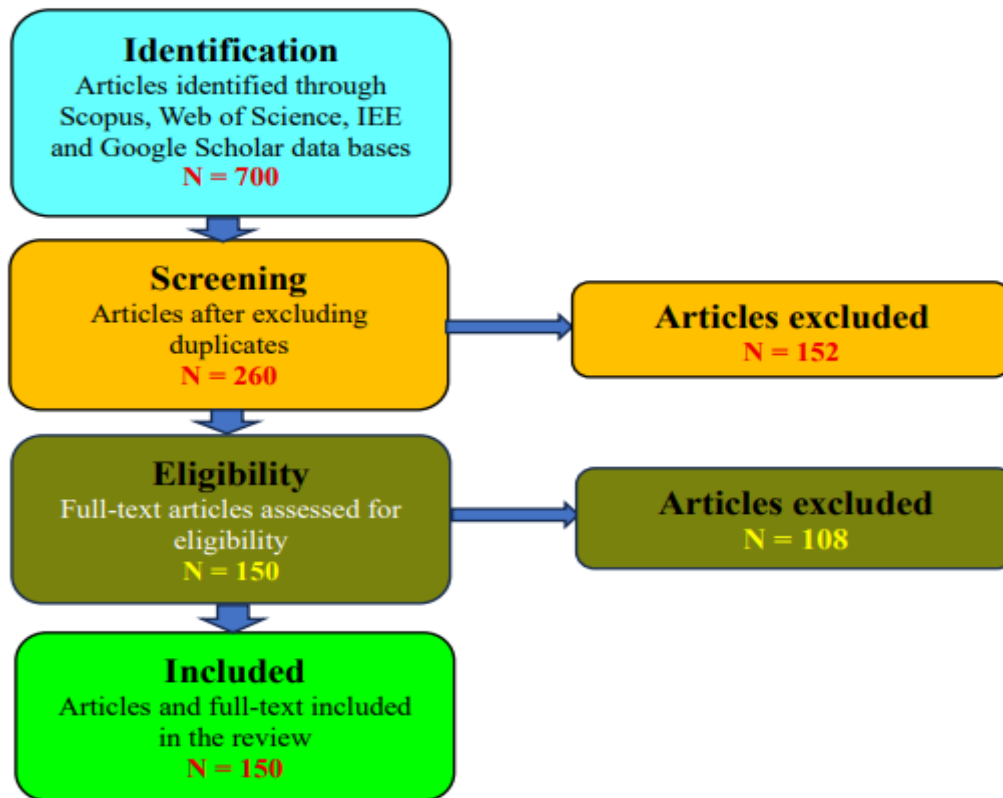 Identification
Articles identified through
Scopus, Web of Science, IEE
and Google Scholar data bases
N = 700
Screening
Articles after excluding
duplicates
N = 260
Articles excluded
N = 152
Eligibility
Full-text articles assessed for
eligibility
N = 150
Articles excluded
N = 108
Included
Articles and full-text included
in the review
N = 150